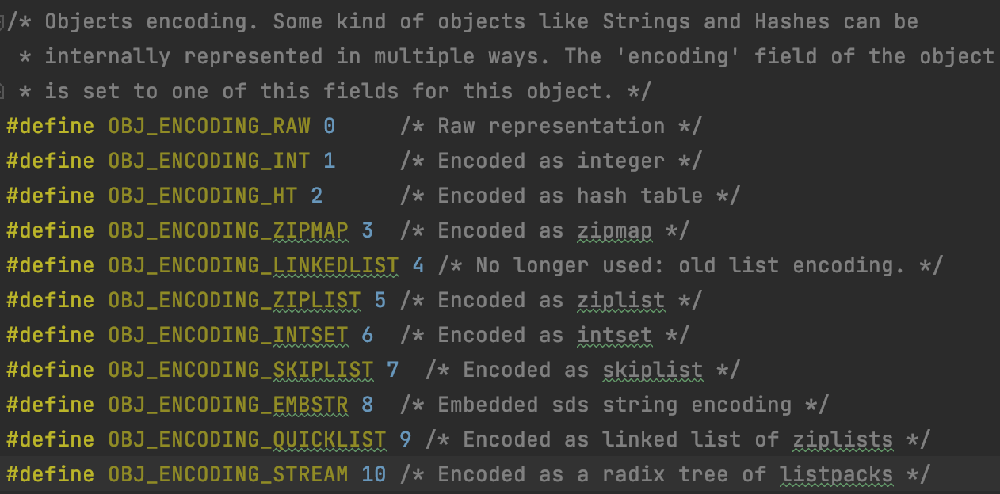 /* Objects encoding. Some kind of objects like Strings and Hashes can be
 * internally represented in multiple ways. The 'encoding' field of the object
 * is set to one of this fields for this object. */
#define OBJ_ENCODING_RAW 0     /* Raw representation */
#define OBJ_ENCODING_INT 1     /* Encoded as integer */
#define OBJ_ENCODING_HT 2      /* Encoded as hash table */
#define OBJ_ENCODING_ZIPMAP 3  /* Encoded as zipmap */
#define OBJ_ENCODING_LINKEDLIST 4 /* No longer used: old list encoding. */
#define OBJ_ENCODING_ZIPLIST 5 /* Encoded as ziplist */
#define OBJ_ENCODING_INTSET 6  /* Encoded as intset */
#define OBJ_ENCODING_SKIPLIST 7  /* Encoded as skiplist */
#define OBJ_ENCODING_EMBSTR 8  /* Embedded sds string encoding */
#define OBJ_ENCODING_QUICKLIST 9 /* Encoded as linked list of ziplists */
#define OBJ_ENCODING_STREAM 10 /* Encoded as a radix tree of listpacks */